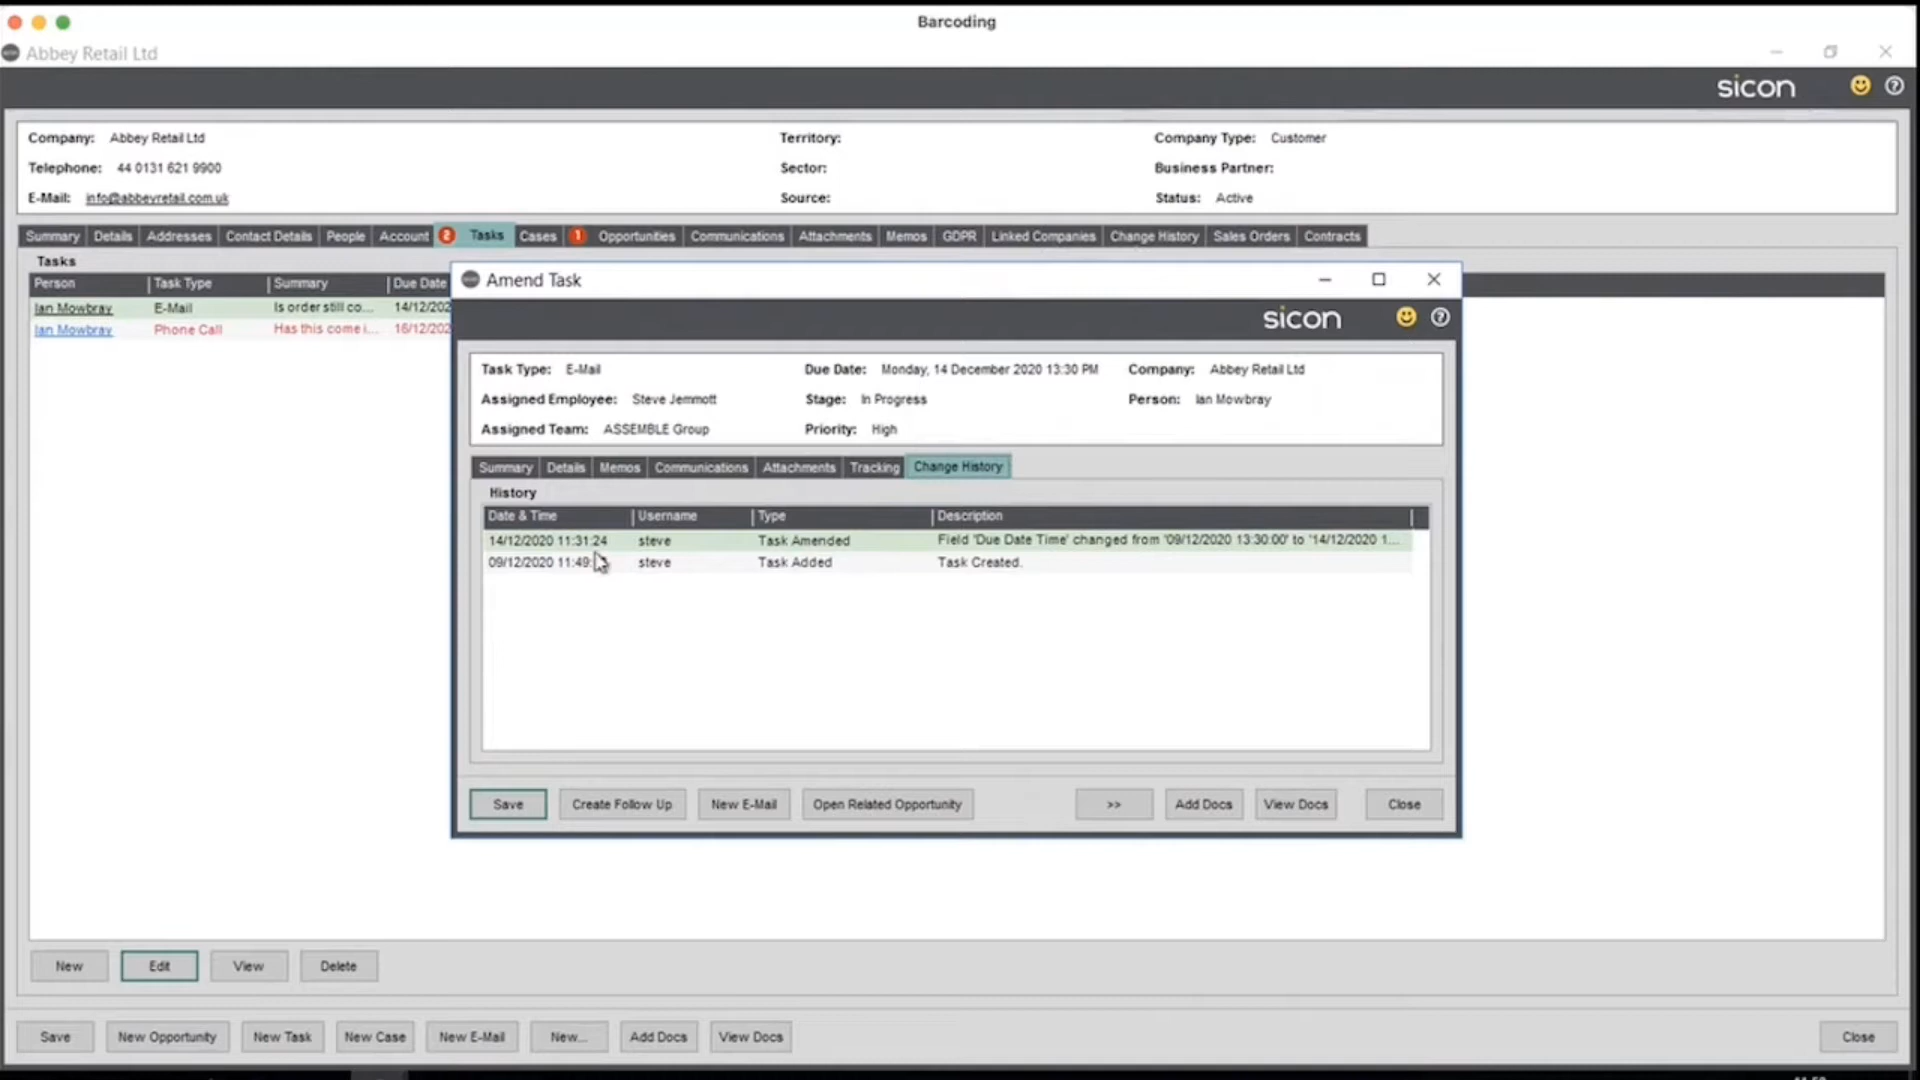 Barcoding
Abbey Retail Ltd
sicon
Company: Abbey Retail Ltd
Territory:
Company Type: Customer
Telephone: 44 0131 621 9900
Sector:
Business Partner:
E-Mail: info@abbeyretail.com.uk
Source:
Status: Active
Summary Details Addresses Contact Details People Account 2 Tasks Cases 1 Opportunities Communications Attachments Memos GDPR Linked Companies Change History Sales Orders Contracts
Tasks
Person Task Type Summary Due Date
Ian Mowbray E-Mail Is order still co... 14/12/202
Ian Mowbray Phone Call Has this come i... 16/12/202
Amend Task
sicon
Task Type: E-Mail
Due Date: Monday, 14 December 2020 13:30 PM
Company: Abbey Retail Ltd
Assigned Employee: Steve Jemmott
Stage: In Progress
Person: Ian Mowbray
Assigned Team: ASSEMBLE Group
Priority: High
Summary Details Memos Communications Attachments Tracking Change History
History
Date & Time Username Type Description
14/12/2020 11:31:24 steve Task Amended Field 'Due Date Time' changed from '09/12/2020 13:30:00' to '14/12/2020 1...
09/12/2020 11:49: steve Task Added Task Created.
Save Create Follow Up New E-Mail Open Related Opportunity >> Add Docs View Docs Close
New Edit View Delete
Save New Opportunity New Task New Case New E-Mail New... Add Docs View Docs Close